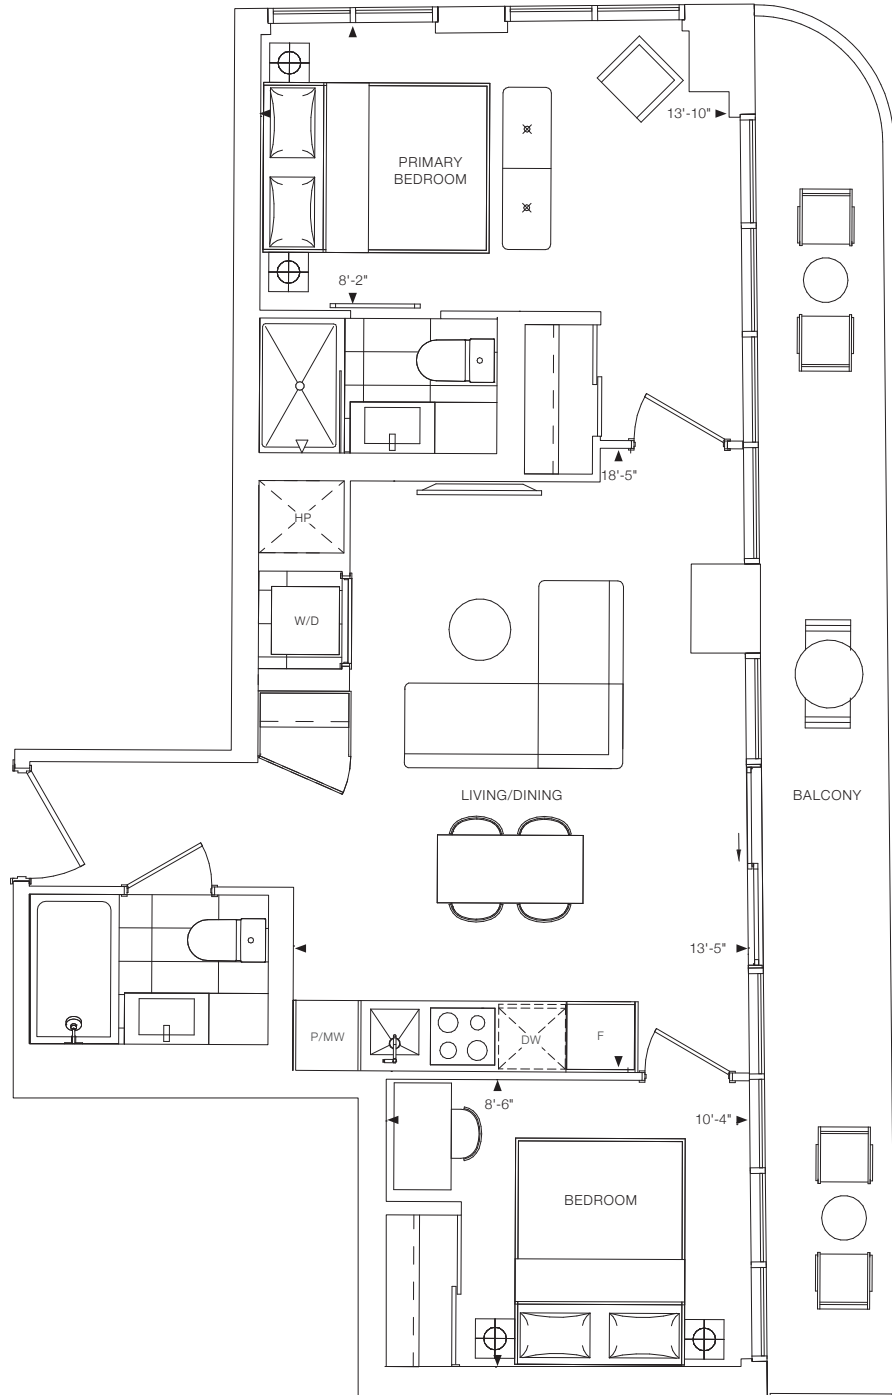 13'-10"
PRIMARY
BEDROOM
8'-2"
18'-5"
HP
W/D
LIVING/DINING
BALCONY
13'-5"
P/MW
DW
F
8'-6"
10'-4"
BEDROOM